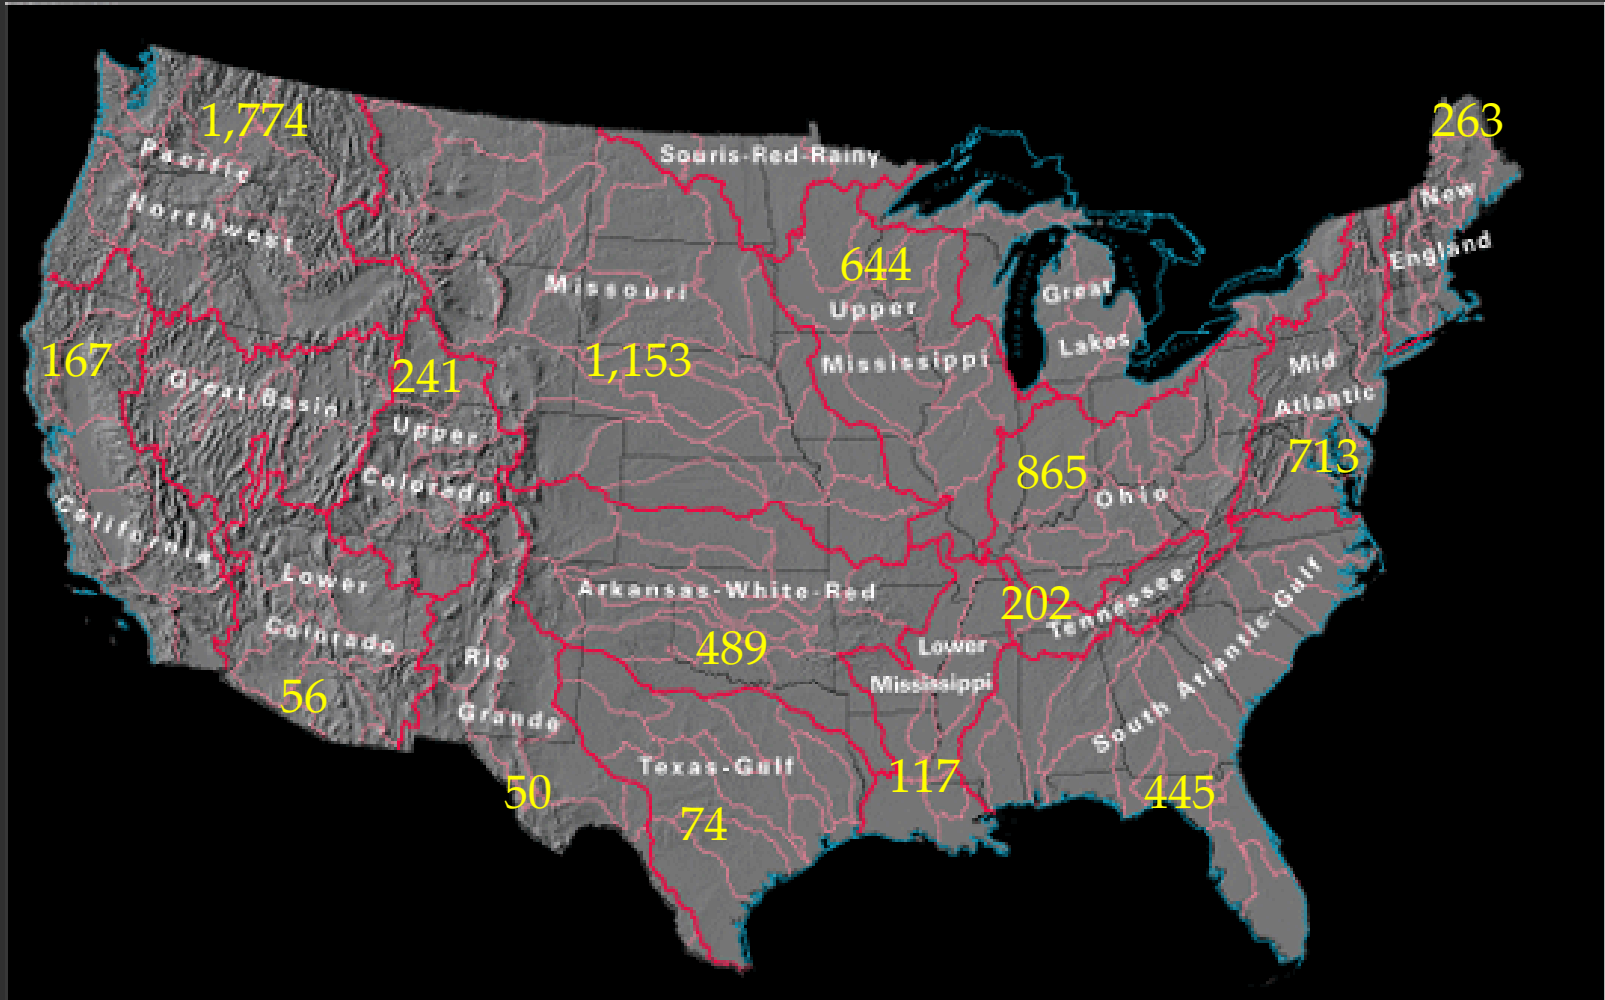 1,774
263
Pacific
Northwest
Souris-Red-Rainy
New
England
644
Upper
Mississippi
Missouri
Great
Lakes
167
241
1,153
Mid
Atlantic
713
Great Basin
Upper
Colorado
865
Ohio
California
Lower
Colorado
56
Arkansas-White-Red
489
202
Tennessee
Lower
Mississippi
117
South Atlantic-Gulf
445
Rio
Grande
50
Texas-Gulf
74